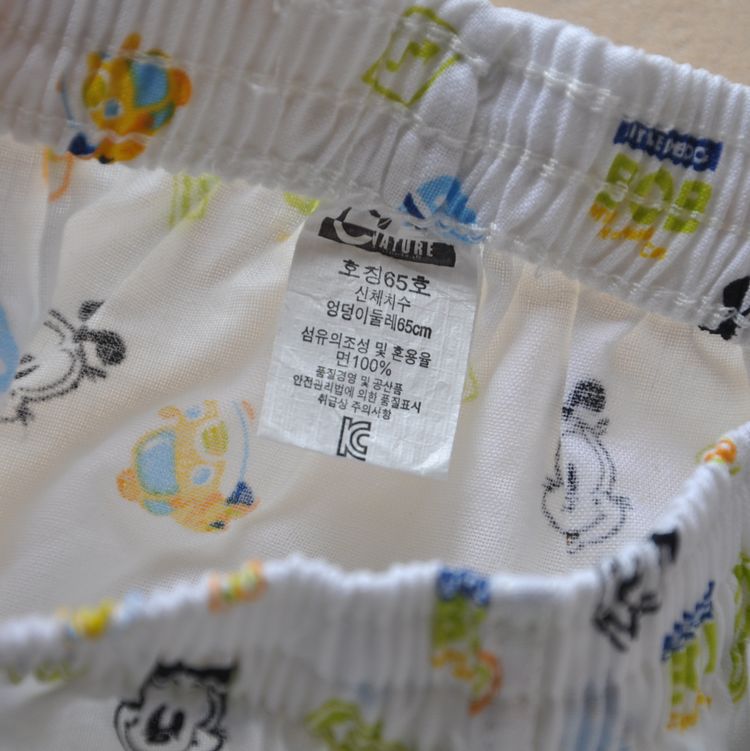 NATURE
호칭65호
신체치수
엉덩이둘레65cm
섬유의조성 및 혼용율
면100%
품질경영 및 공산품
안전관리법에 의한 품질표시
취급상 주의사항
KC